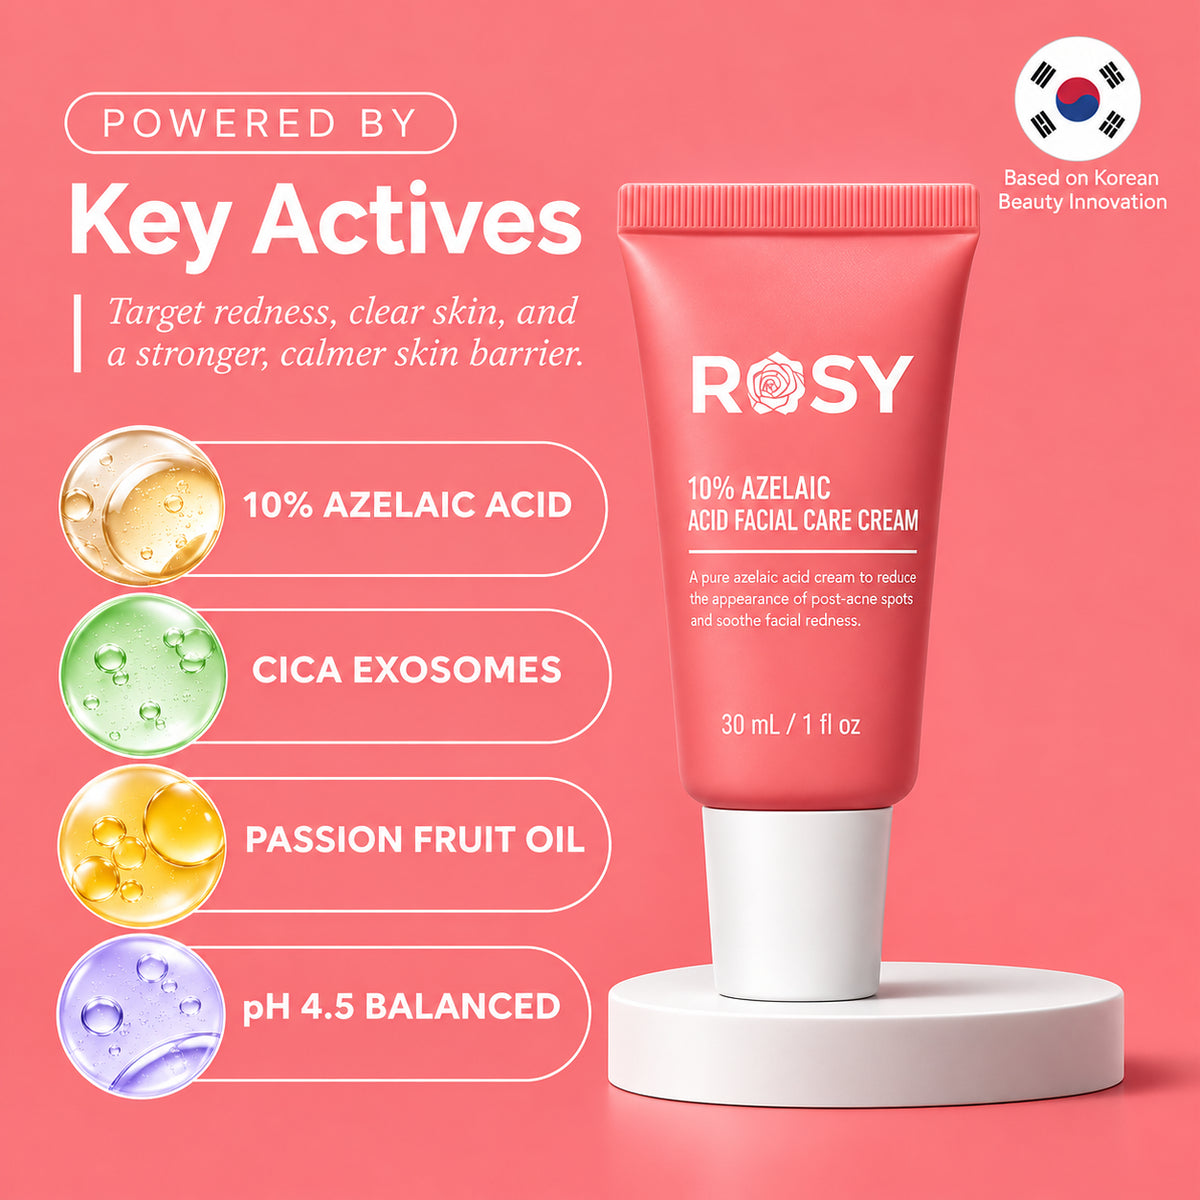 POWERED BY
Key Actives
Target redness, clear skin, and
a stronger, calmer skin barrier.
10% AZELAIC ACID
CICA EXOSOMES
PASSION FRUIT OIL
pH 4.5 BALANCED
Based on Korean
Beauty Innovation
ROSY
10% AZELAIC
ACID FACIAL CARE CREAM
A pure azelaic acid cream to reduce
the appearance of post-acne spots
and soothe facial redness.
30 mL / 1 fl oz